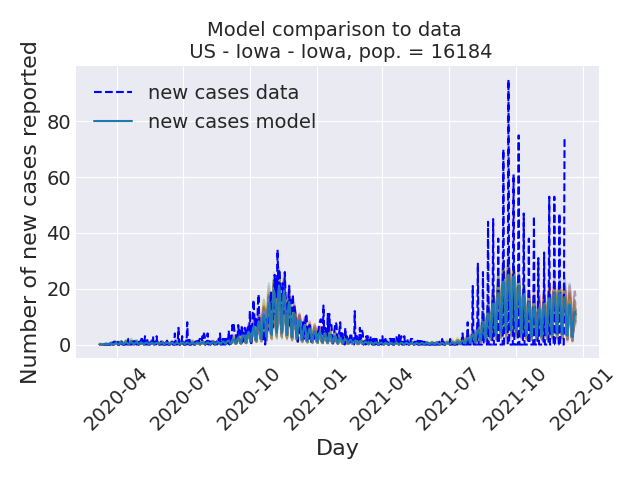 Model comparison to data
US - Iowa - Iowa, pop. = 16184
new cases data
new cases model
Number of new cases reported
80
60
40
20
0
2020-04
2020-07
2020-10
2021-01
2021-04
2021-07
2021-10
2022-01
Day